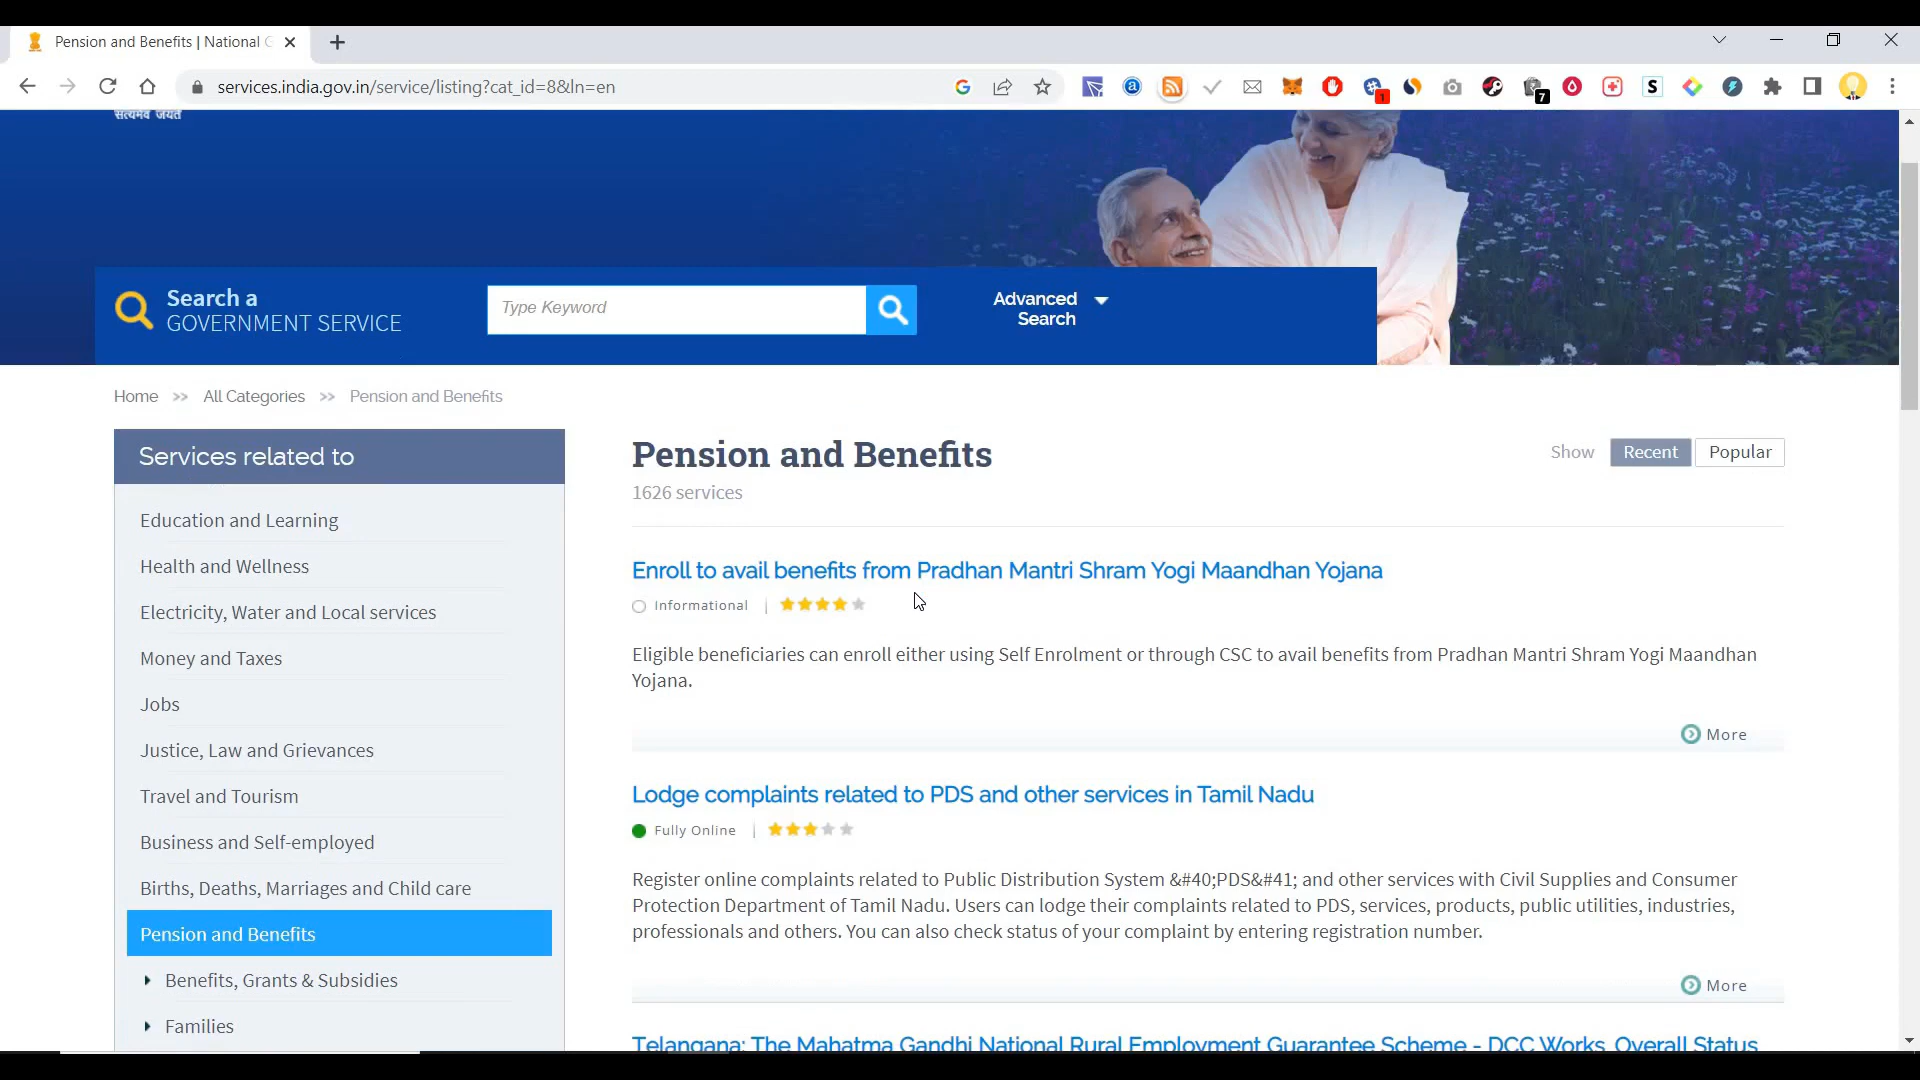 Pension and Benefits | National G
services.india.gov.in/service/listing?cat_id=8&ln=en
1
7
S
सत्यमेव जयते
Search a
GOVERNMENT SERVICE
Type Keyword
Advanced
Search
Home >> All Categories >> Pension and Benefits
Services related to
Education and Learning
Health and Wellness
Electricity, Water and Local services
Money and Taxes
Jobs
Justice, Law and Grievances
Travel and Tourism
Business and Self-employed
Births, Deaths, Marriages and Child care
Pension and Benefits
Benefits, Grants & Subsidies
Families
Pension and Benefits
Show Recent Popular
1626 services
Enroll to avail benefits from Pradhan Mantri Shram Yogi Maandhan Yojana
Informational |
Eligible beneficiaries can enroll either using Self Enrolment or through CSC to avail benefits from Pradhan Mantri Shram Yogi Maandhan
Yojana.
More
Lodge complaints related to PDS and other services in Tamil Nadu
Fully Online |
Register online complaints related to Public Distribution System &#40;PDS&#41; and other services with Civil Supplies and Consumer
Protection Department of Tamil Nadu. Users can lodge their complaints related to PDS, services, products, public utilities, industries,
professionals and others. You can also check status of your complaint by entering registration number.
More
Telangana: The Mahatma Gandhi National Rural Employment Guarantee Scheme - DCC Works, Overall Status